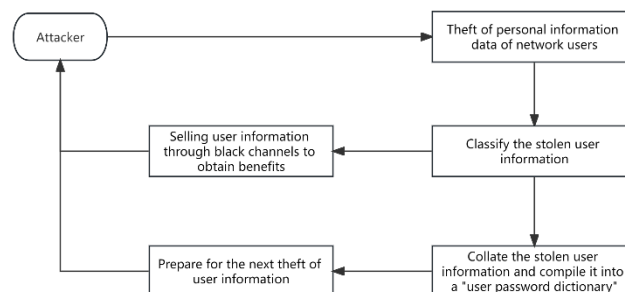 Attacker
Theft of personal information
data of network users
Selling user information
through black channels to
obtain benefits
Classify the stolen user
information
Prepare for the next theft of
user information
Collate the stolen user
information and compile it into
a "user password dictionary"